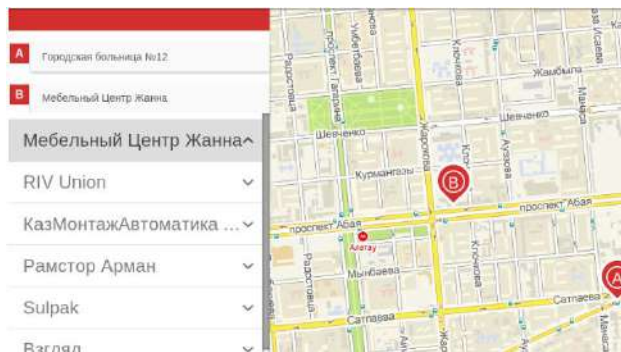 A
Городская больница №12
B
Мебельный Центр Жанна
Мебельный Центр Жанна
RIV Union
КазМонтажАвтоматика ...
Рамстор Арман
Sulpak
Взгляд
Радостовца
проспект Гагарина
Умбетбаева
Клочкова
Жамбыла
Манаса
Исаева
Шевченко
Шевченко
Жарокова
Ауэзова
Курмангазы
B
проспект Абая
проспект Абая
Алатау
Радостовца
Мынбаева
Клочкова
A
Сатпаева
Сатпаева
Манаса